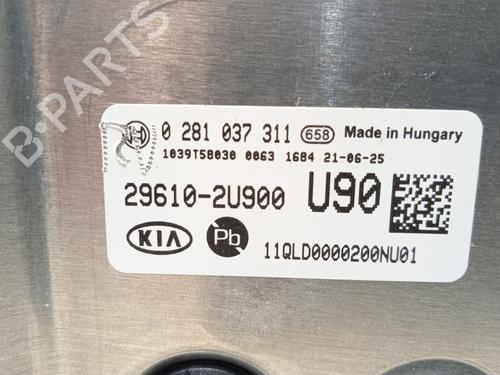 B-PARTS
0 281 037 311 658 Made in Hungary
1039T58030 0063 1684 21-06-25
29610-2U900 U90
KIA Pb 11QLD0000200NU01